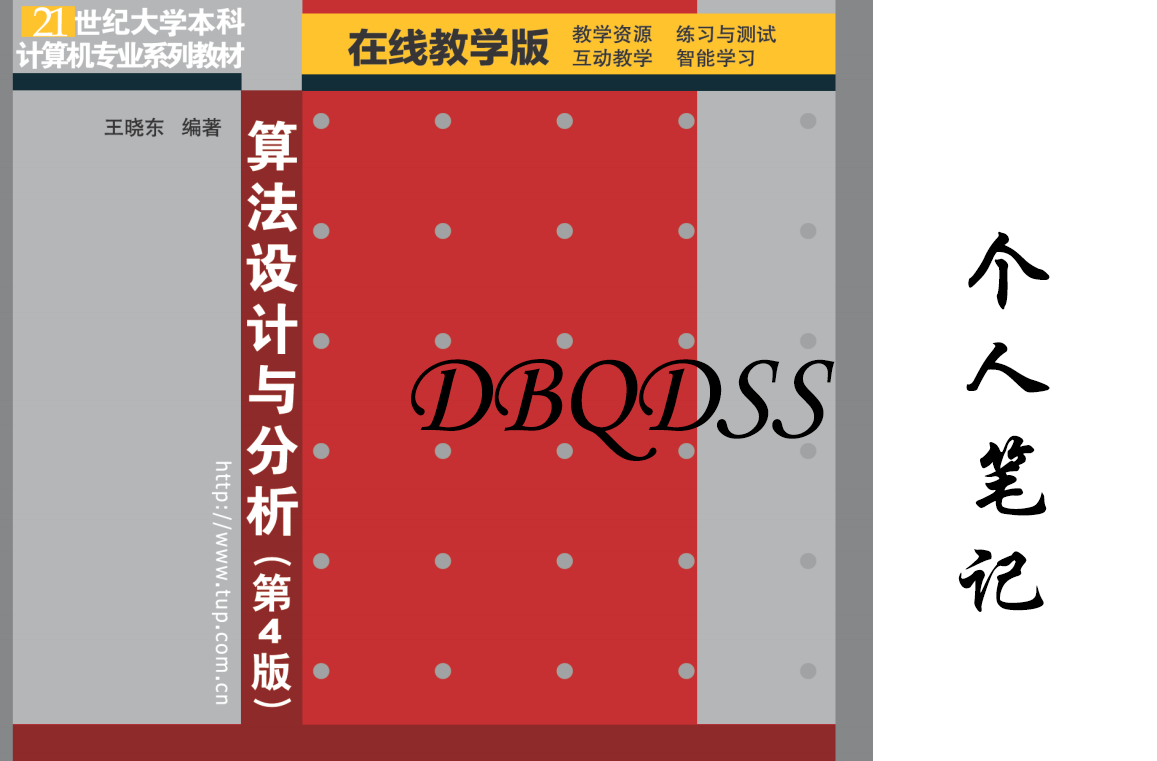 21世纪大学本科
计算机专业系列教材
在线教学版
教学资源 练习与测试
互动教学 智能学习
王晓东 编著
算法设计与分析(第4版)
http://www.tup.com.cn
DBQDSS
个人笔记